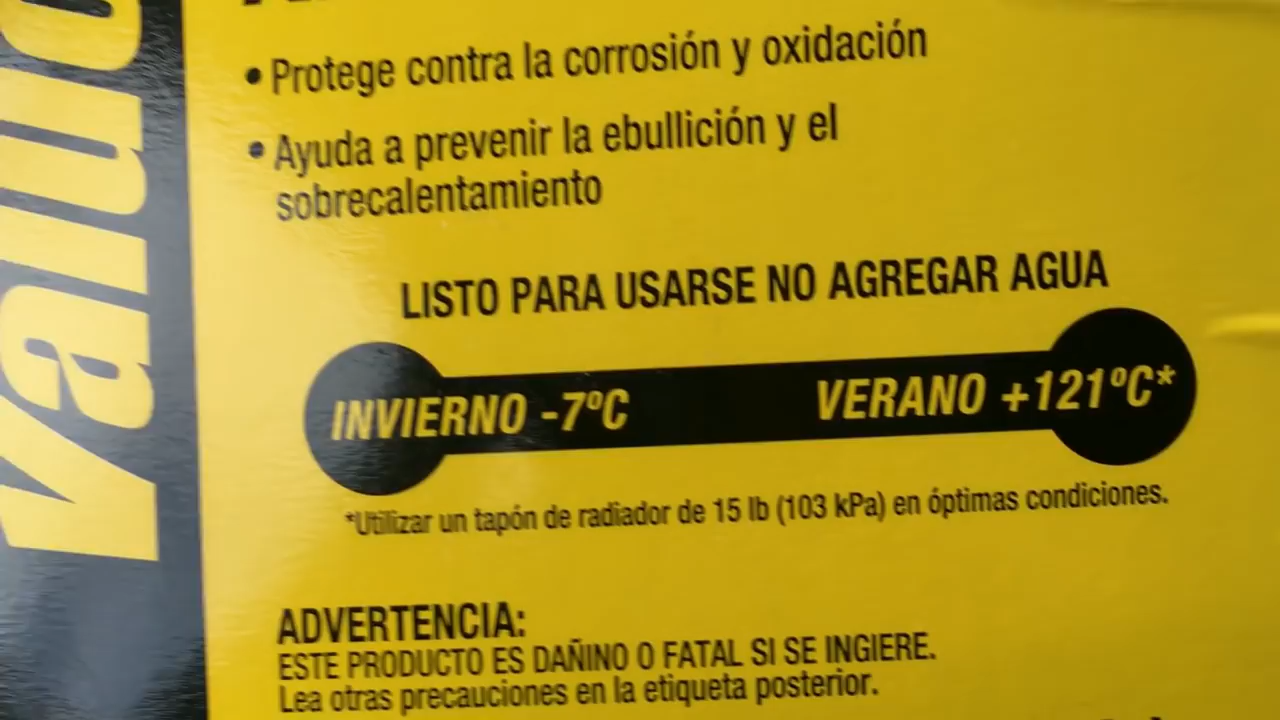 • Protege contra la corrosión y oxidación
• Ayuda a prevenir la ebullición y el
sobrecalentamiento
LISTO PARA USARSE NO AGREGAR AGUA
INVIERNO -7ºC VERANO +121ºC*
*Utilizar un tapón de radiador de 15 lb (103 kPa) en óptimas condiciones.
ADVERTENCIA:
ESTE PRODUCTO ES DAÑINO O FATAL SI SE INGIERE.
Lea otras precauciones en la etiqueta posterior.